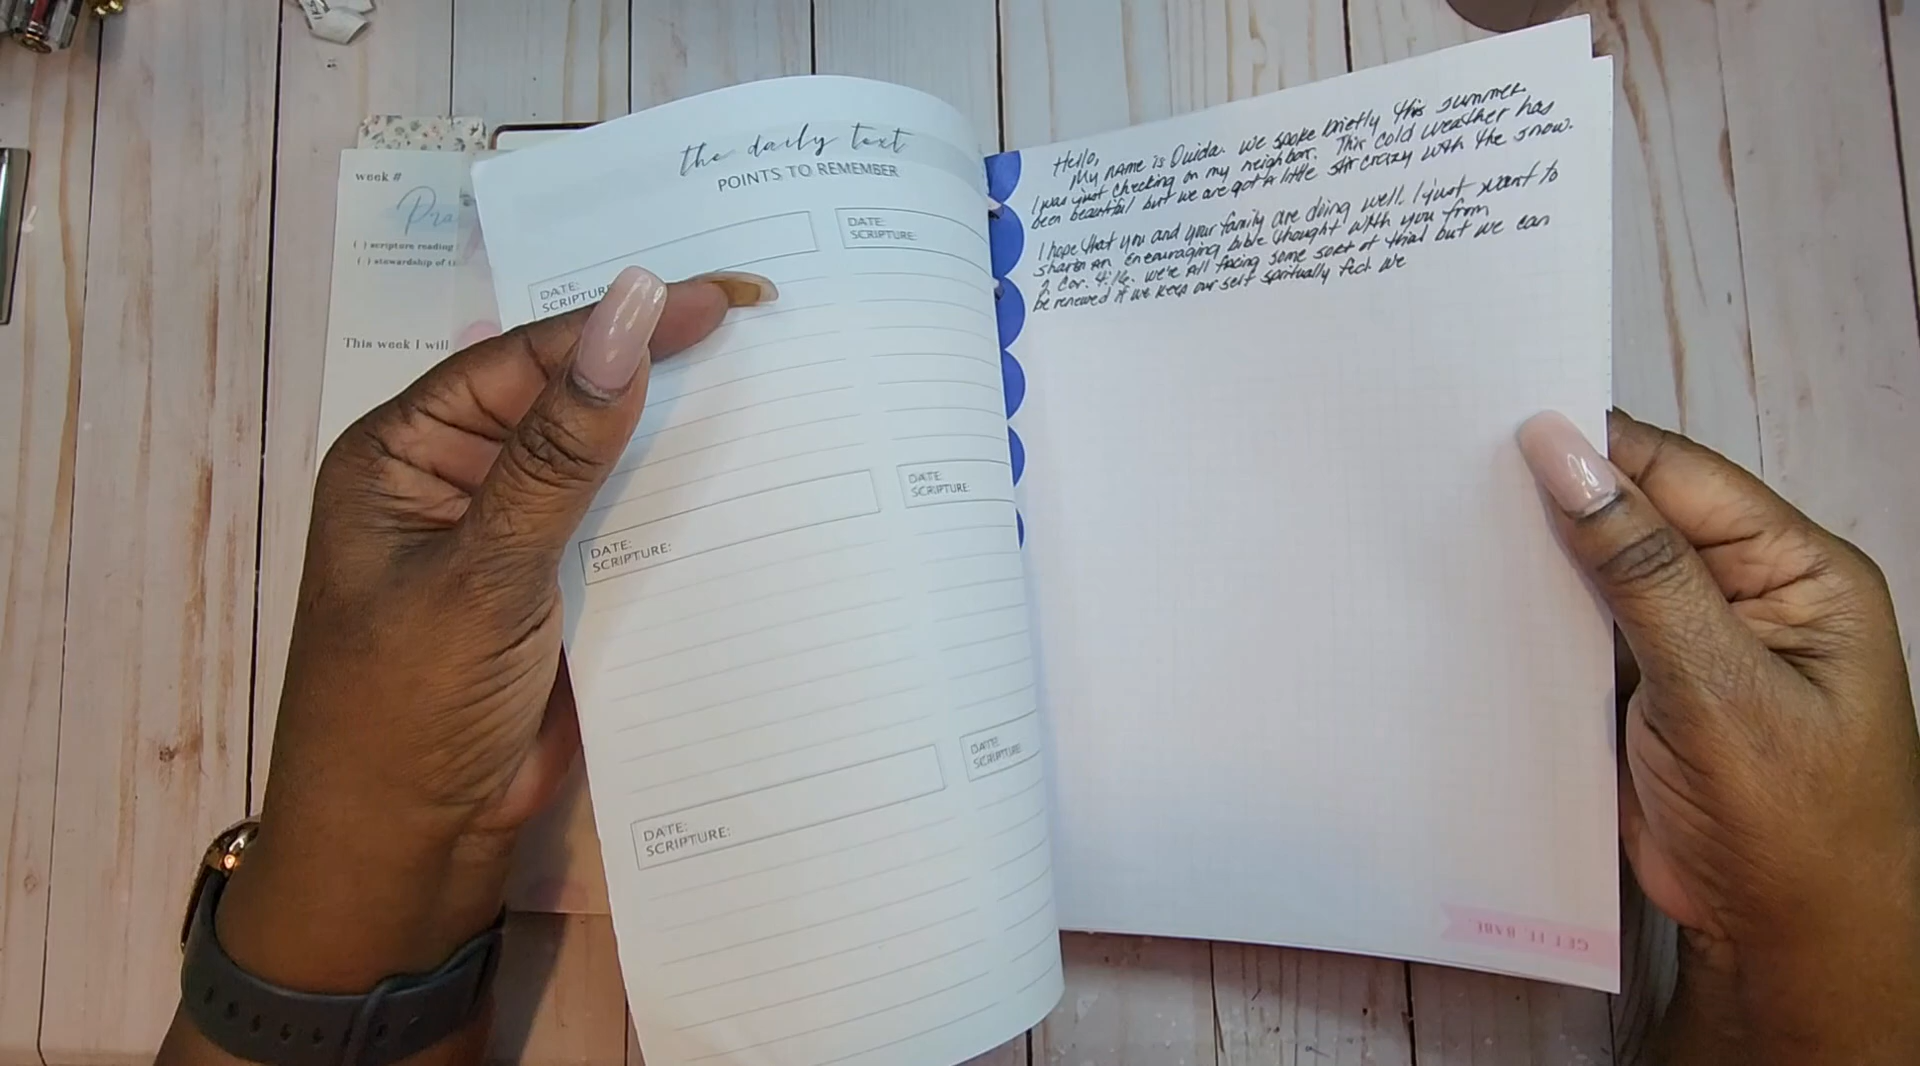 week #
Pra
( ) scripture reading
( ) stewardship of ti
This week I will
the daily text
POINTS TO REMEMBER
DATE:
SCRIPTURE:
DATE:
SCRIPTURE
DATE:
SCRIPTURE:
DATE:
SCRIPTURE:
DATE:
SCRIPTURE:
DATE:
SCRIPTURE:
Hello,
My name is Ouida. We spoke briefly this summer.
I was just checking on my neighbor. This cold weather has
been beautiful but we are got a little stir crazy with the snow.
I hope that you and your family are doing well. I just want to
share an encouraging bible thought with you from
2 Cor. 4:16. we're all facing some sort of trial but we can
be renewed if we keep our self spiritually fed. We
GET IT BABE